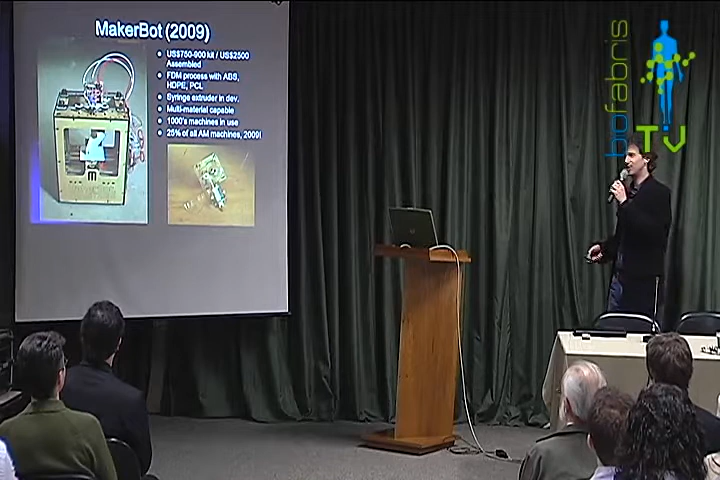 MakerBot (2009)
US$750-900 kit / US$2500
Assembled
FDM process with ABS,
HDPE, PCL
Syringe extruder in dev.
Multi-material capable
1000's machines in use
25% of all AM machines, 2009!
biofabris
Tv